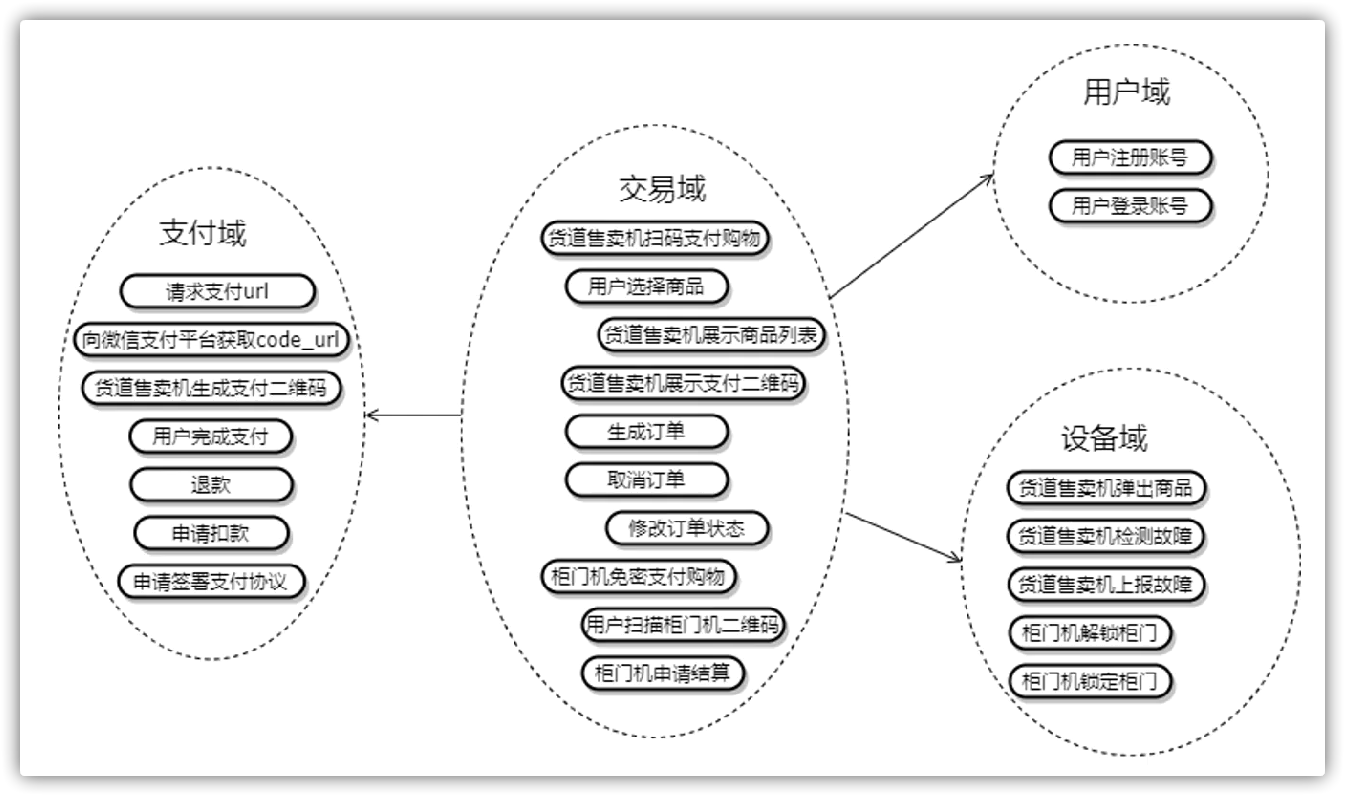 支付域
请求支付url
向微信支付平台获取code_url
货道售卖机生成支付二维码
用户完成支付
退款
申请扣款
申请签署支付协议
交易域
货道售卖机扫码支付购物
用户选择商品
货道售卖机展示商品列表
货道售卖机展示支付二维码
生成订单
取消订单
修改订单状态
柜门机免密支付购物
用户扫描柜门机二维码
柜门机申请结算
用户域
用户注册账号
用户登录账号
设备域
货道售卖机弹出商品
货道售卖机检测故障
货道售卖机上报故障
柜门机解锁柜门
柜门机锁定柜门